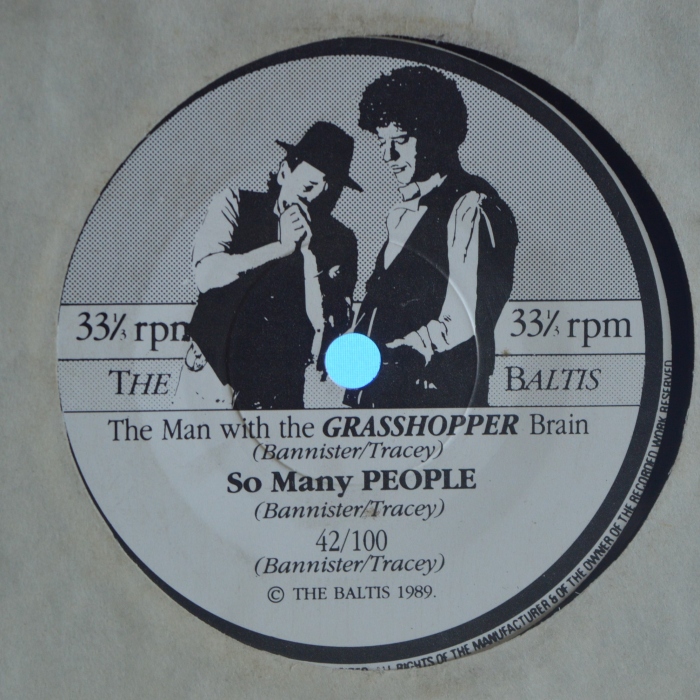 33⅓ rpm 33⅓ rpm
THE BALTIS
The Man with the GRASSHOPPER Brain
(Bannister/Tracey)
So Many PEOPLE
(Bannister/Tracey)
42/100
(Bannister/Tracey)
© THE BALTIS 1989.
RIGHTS OF THE MANUFACTURER & OF THE OWNER OF THE RECORDED WORK RESERVED